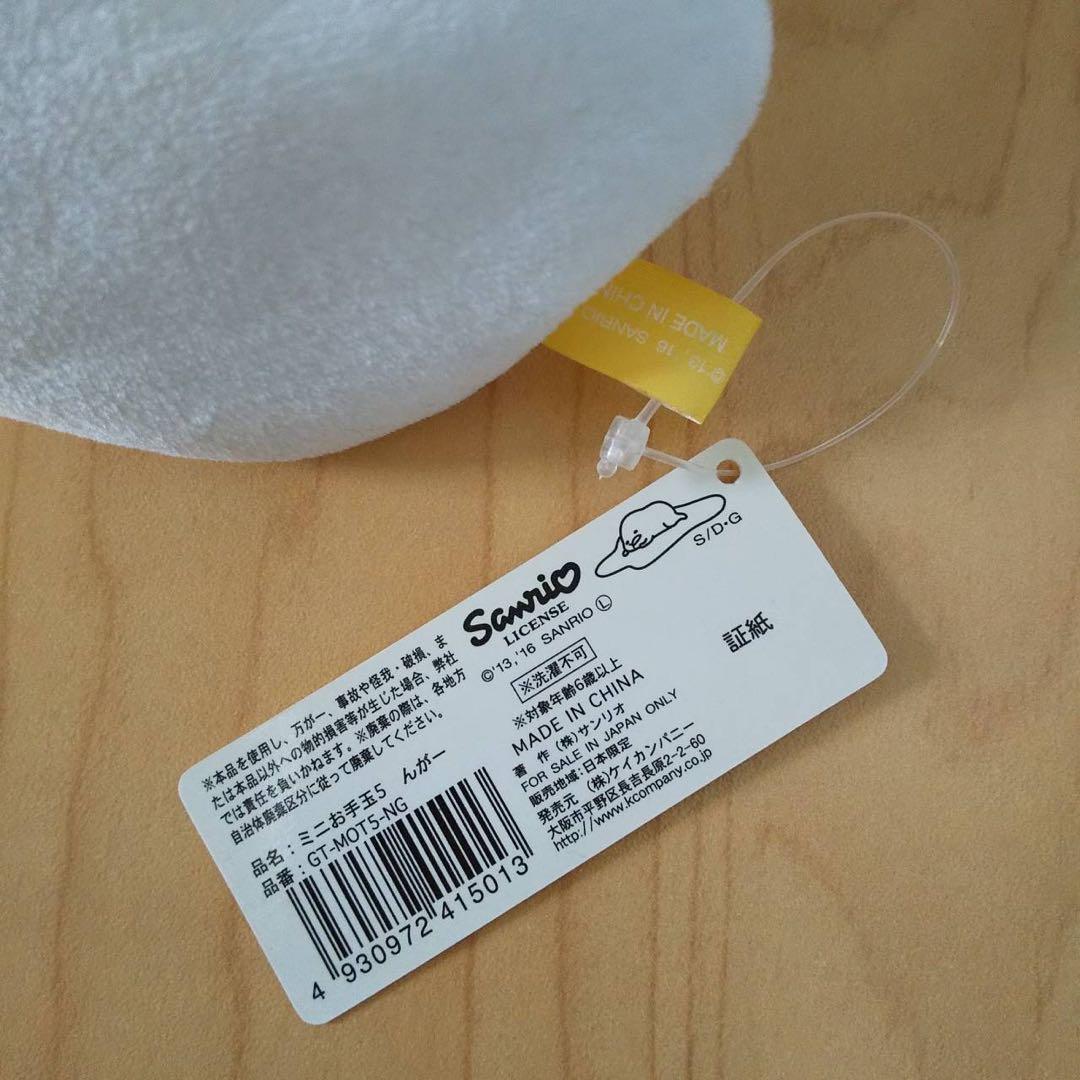 ©'13, '16 SANRIO
MADE IN CHIN
S/D・G
Sanrio
LICENSE
©'13,'16 SANRIO Ⓛ
証紙
※本品を使用し、万が一、事故や怪我・破損、ま
たは本品以外への物的損害等が生じた場合、弊社
では責任を負いかねます。※廃棄の際は、各地方
自治体廃棄区分に従って廃棄してください。
品名：ミニお手玉5 んがー
品番：GT-MOT5-NG
4 930972 415013
※洗濯不可
※対象年齢6歳以上
MADE IN CHINA
著 作 (株)サンリオ
FOR SALE IN JAPAN ONLY
販売地域：日本限定
発売元 (株)ケイカンパニー
大阪市平野区長吉長原2-2-60
http://www.kcompany.co.jp